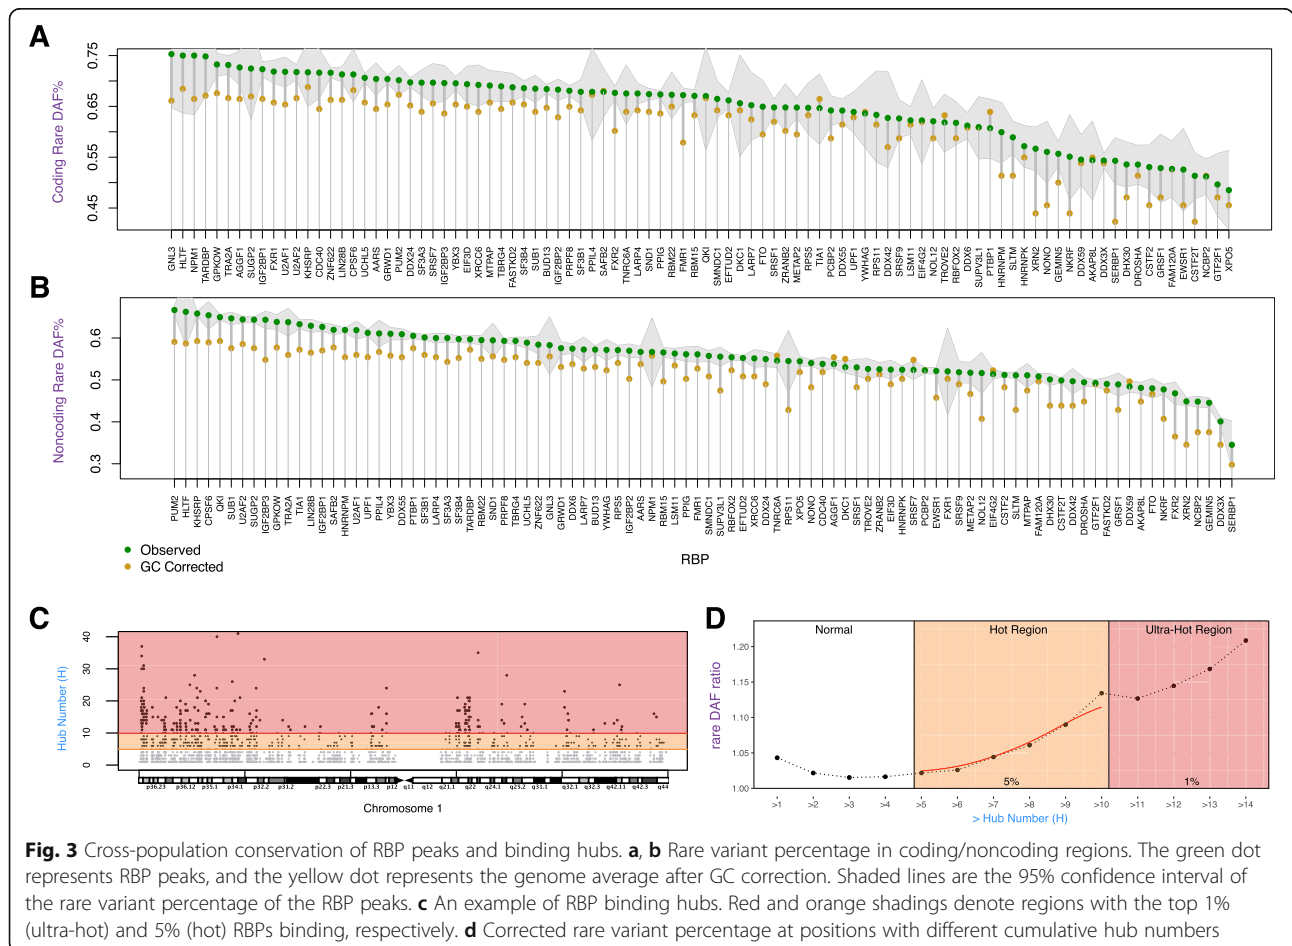 A
Coding Rare DAF%
0.75
0.65
0.55
0.45
GNL3 HLTF NPM1 TARDBP GPKOW TRA2A AGGF1 SUGP2 IGF2BP1 FXR1 U2AF1 U2AF2 KHSRP CDC40 ZNF622 LIN28B CPSF6 UCHL5 AARS GRWD1 PUM2 DDX24 SF3A3 SRSF7 IGF2BP3 YBX3 EIF3D XRCC6 MTPAP TBRG4 FASTKD2 SF3B4 SUB1 BUD13 IGF2BP2 PRPF8 SF3B1 PPIL4 SAFB2 FXR2 TNRC6A LARP4 SND1 PPIG RBM22 FMR1 RBM15 QKI SMNDC1 EFTUD2 DKC1 LARP7 FTO SRSF1 ZRANB2 METAP2 RPS5 TIA1 PCBP2 DDX55 UPF1 YWHAG RPS11 DDX42 SRSF9 LSM11 EIF4G2 NOL12 TROVE2 RBFOX2 DDX6 SUPV3L1 PTBP1 HNRNPM SLTM HNRNPK XRN2 NONO GEMIN5 NKRF DDX59 AKAP8L DDX3X SERBP1 DHX30 DROSHA CSTF2 GRSF1 FAM120A EWSR1 CSTF2T NCBP2 GTF2F1 XPO5
B
Noncoding Rare DAF%
0.6
0.5
0.4
0.3
PUM2 HLTF KHSRP CPSF6 QKI SUB1 U2AF2 SUGP2 IGF2BP3 GPKOW TRA2A TIA1 LIN28B IGF2BP1 SAFB2 HNRNPM U2AF1 UPF1 PPIL4 YBX3 DDX55 PTBP1 SF3B1 LARP4 SF3A3 SF3B4 TARDBP RBM22 SND1 PRPF8 TBRG4 UCHL5 ZNF622 GNL3 GRWD1 DDX6 LARP7 BUD13 YWHAG RPS5 IGF2BP2 AARS NPM1 RBM15 LSM11 PPIG FMR1 SMNDC1 SUPV3L1 RBFOX2 EFTUD2 XRCC6 DDX24 TNRC6A RPS11 XPO5 NONO CDC40 AGGF1 DKC1 SRSF1 TROVE2 ZRANB2 EIF3D HNRNPK SRSF7 PCBP2 EWSR1 FXR1 SRSF9 METAP2 NOL12 EIF4G2 CSTF2 SLTM MTPAP FAM120A DHX30 CSTF2T DDX42 DROSHA GTF2F1 FASTKD2 GRSF1 DDX59 AKAP8L FTO NKRF FXR2 XRN2 NCBP2 GEMIN5 DDX3X SERBP1
Observed
GC Corrected
RBP
C
Hub Number (H)
40
30
20
10
0
p36.23 p36.12 p35.1 p34.1 p32.2 p31.2 p22.3 p21.3 p13.3 p12 q11 q12 q21.1 q22 q24.1 q25.2 q31.1 q32.1 q32.3 q42.11 q42.3 q44
Chromosome 1
D
Normal Hot Region Ultra-Hot Region
rare DAF ratio
1.20
1.15
1.10
1.05
1.00
5% 1%
>1 >2 >3 >4 >5 >6 >7 >8 >9 >10 >11 >12 >13 >14
> Hub Number (H)
Fig. 3 Cross-population conservation of RBP peaks and binding hubs. a, b Rare variant percentage in coding/noncoding regions. The green dot
represents RBP peaks, and the yellow dot represents the genome average after GC correction. Shaded lines are the 95% confidence interval of
the rare variant percentage of the RBP peaks. c An example of RBP binding hubs. Red and orange shadings denote regions with the top 1%
(ultra-hot) and 5% (hot) RBPs binding, respectively. d Corrected rare variant percentage at positions with different cumulative hub numbers